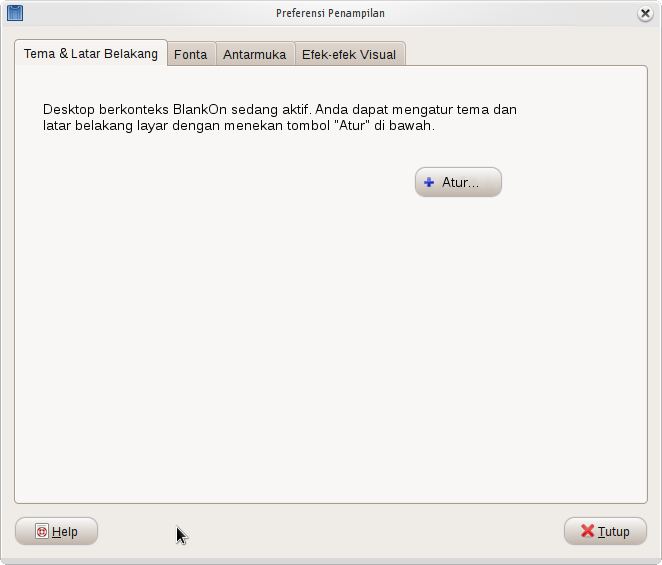 Preferensi Penampilan
Tema & Latar Belakang
Fonta
Antarmuka
Efek-efek Visual
Desktop berkonteks BlankOn sedang aktif. Anda dapat mengatur tema dan
latar belakang layar dengan menekan tombol "Atur" di bawah.
Atur...
Help
Tutup